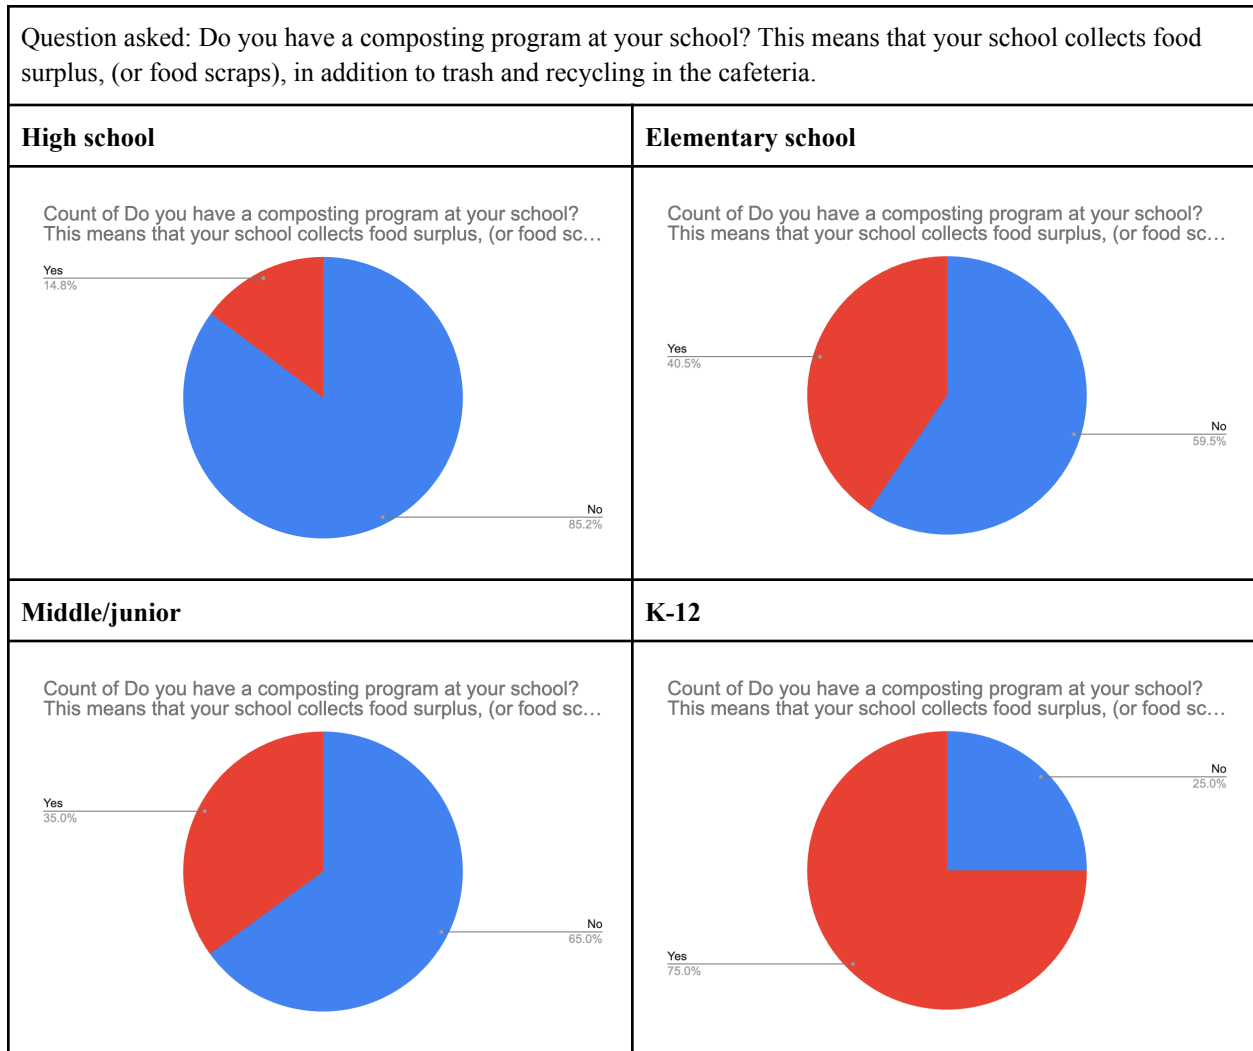 Question asked: Do you have a composting program at your school? This means that your school collects food
surplus, (or food scraps), in addition to trash and recycling in the cafeteria.
High school
Elementary school
Count of Do you have a composting program at your school?
This means that your school collects food surplus, (or food sc...
Yes
14.8%
No
85.2%
Count of Do you have a composting program at your school?
This means that your school collects food surplus, (or food sc...
Yes
40.5%
No
59.5%
Middle/junior
K-12
Count of Do you have a composting program at your school?
This means that your school collects food surplus, (or food sc...
Yes
35.0%
No
65.0%
Count of Do you have a composting program at your school?
This means that your school collects food surplus, (or food sc...
No
25.0%
Yes
75.0%